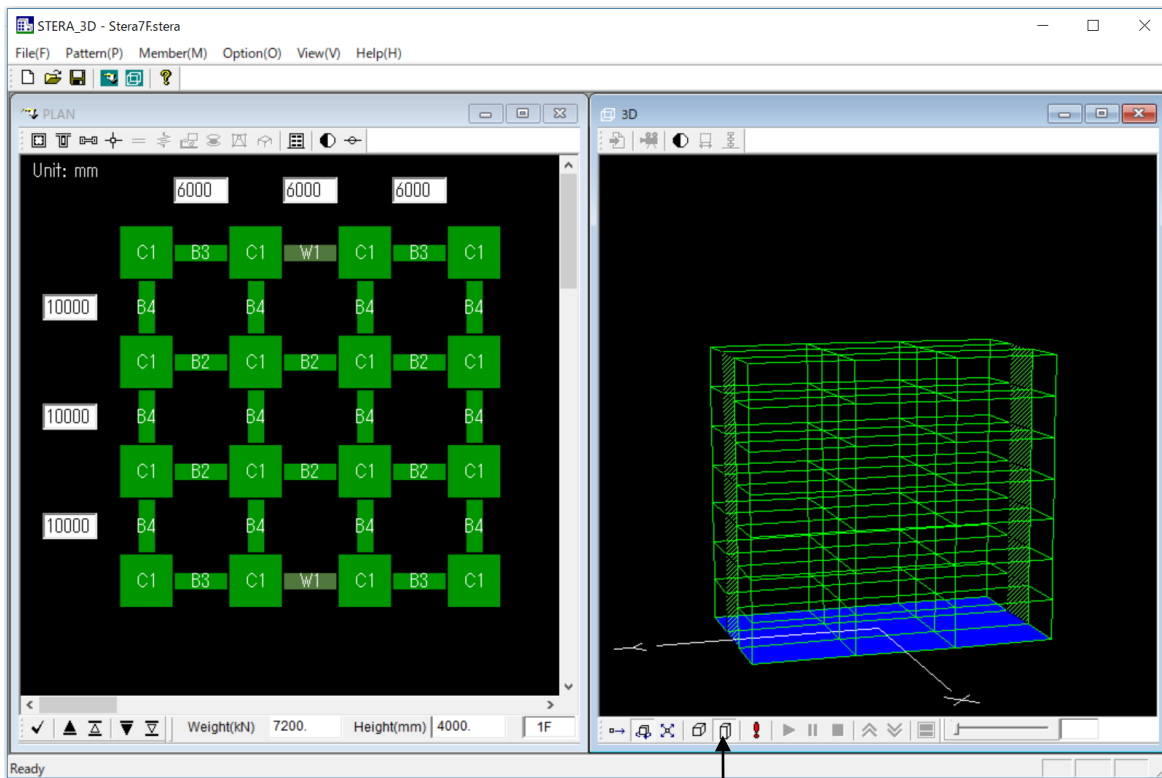 STERA_3D - Stera7F.stera
File(F) Pattern(P) Member(M) Option(O) View(V) Help(H)
PLAN
3D
Unit: mm
6000 6000 6000
C1 B3 C1 W1 C1 B3 C1
10000 B4 B4 B4 B4
C1 B2 C1 B2 C1 B2 C1
10000 B4 B4 B4 B4
C1 B2 C1 B2 C1 B2 C1
10000 B4 B4 B4 B4
C1 B3 C1 W1 C1 B3 C1
Y
X
Weight(kN) 7200. Height(mm) 4000. 1F
Ready